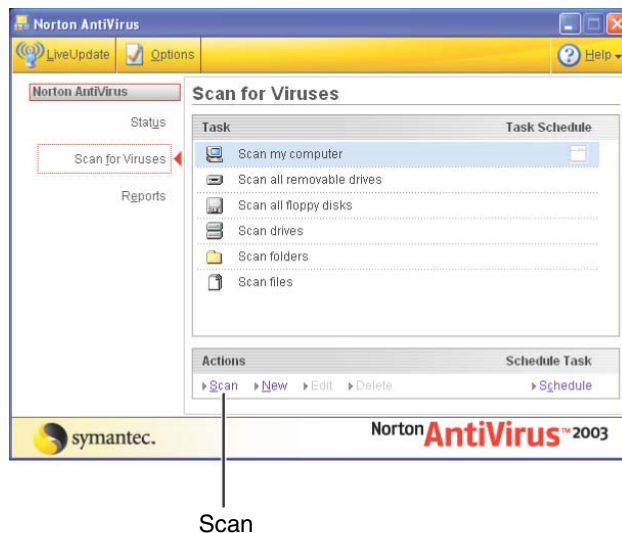 Norton AntiVirus
LiveUpdate Options Help
Norton AntiVirus
Status
Scan for Viruses
Reports
Scan for Viruses
Task Task Schedule
Scan my computer
Scan all removable drives
Scan all floppy disks
Scan drives
Scan folders
Scan files
Actions Schedule Task
Scan New Edit Delete Schedule
symantec.
Norton AntiVirus™ 2003
Scan